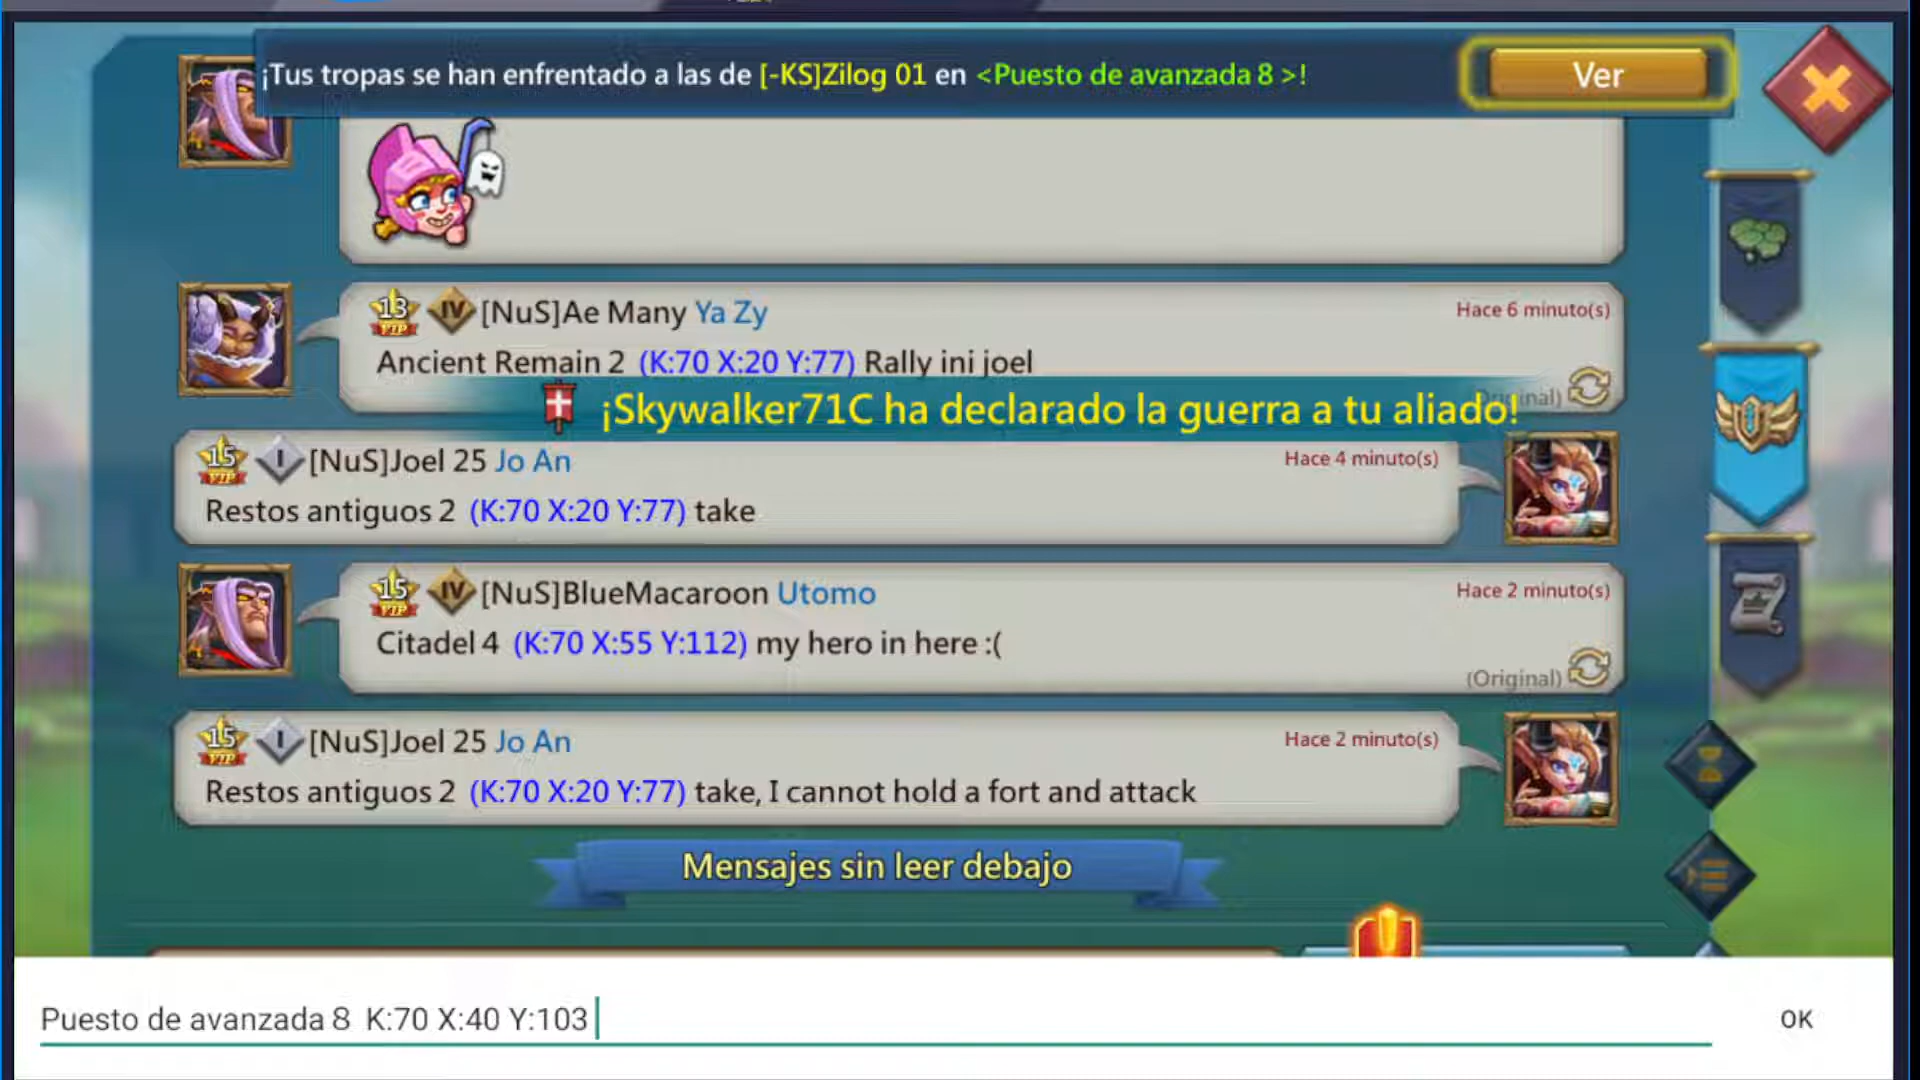 ¡Tus tropas se han enfrentado a las de [-KS]Zilog 01 en <Puesto de avanzada 8 >!
Ver
13 VIP IV [NuS]Ae Many Ya Zy
Hace 6 minuto(s)
Ancient Remain 2 (K:70 X:20 Y:77) Rally ini joel
¡Skywalker71C ha declarado la guerra a tu aliado!
15 VIP I [NuS]Joel 25 Jo An
Hace 4 minuto(s)
Restos antiguos 2 (K:70 X:20 Y:77) take
15 VIP IV [NuS]BlueMacaroon Utomo
Hace 2 minuto(s)
Citadel 4 (K:70 X:55 Y:112) my hero in here :(
(Original)
15 VIP I [NuS]Joel 25 Jo An
Hace 2 minuto(s)
Restos antiguos 2 (K:70 X:20 Y:77) take, I cannot hold a fort and attack
Mensajes sin leer debajo
Puesto de avanzada 8 K:70 X:40 Y:103
OK